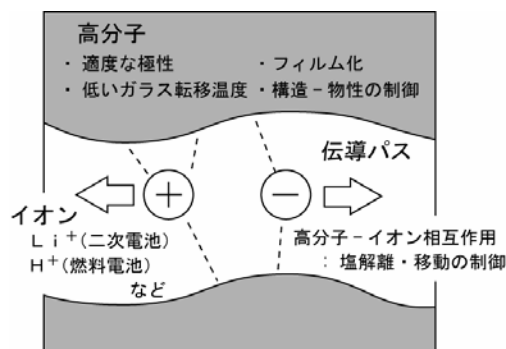 高分子
・適度な極性 ・フィルム化
・低いガラス転移温度 ・構造－物性の制御
伝導パス
＋ －
イオン
Ｌｉ⁺(二次電池)
H⁺(燃料電池)
など
高分子－イオン相互作用
：塩解離・移動の制御